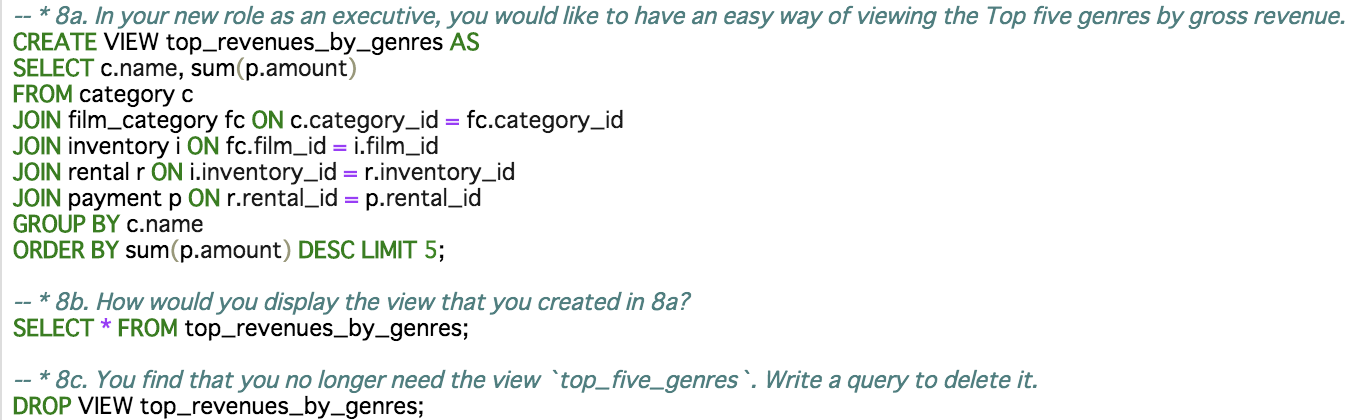 -- * 8a. In your new role as an executive, you would like to have an easy way of viewing the Top five genres by gross revenue.
CREATE VIEW top_revenues_by_genres AS
SELECT c.name, sum(p.amount)
FROM category c
JOIN film_category fc ON c.category_id = fc.category_id
JOIN inventory i ON fc.film_id = i.film_id
JOIN rental r ON i.inventory_id = r.inventory_id
JOIN payment p ON r.rental_id = p.rental_id
GROUP BY c.name
ORDER BY sum(p.amount) DESC LIMIT 5;
-- * 8b. How would you display the view that you created in 8a?
SELECT * FROM top_revenues_by_genres;
-- * 8c. You find that you no longer need the view `top_five_genres`. Write a query to delete it.
DROP VIEW top_revenues_by_genres;